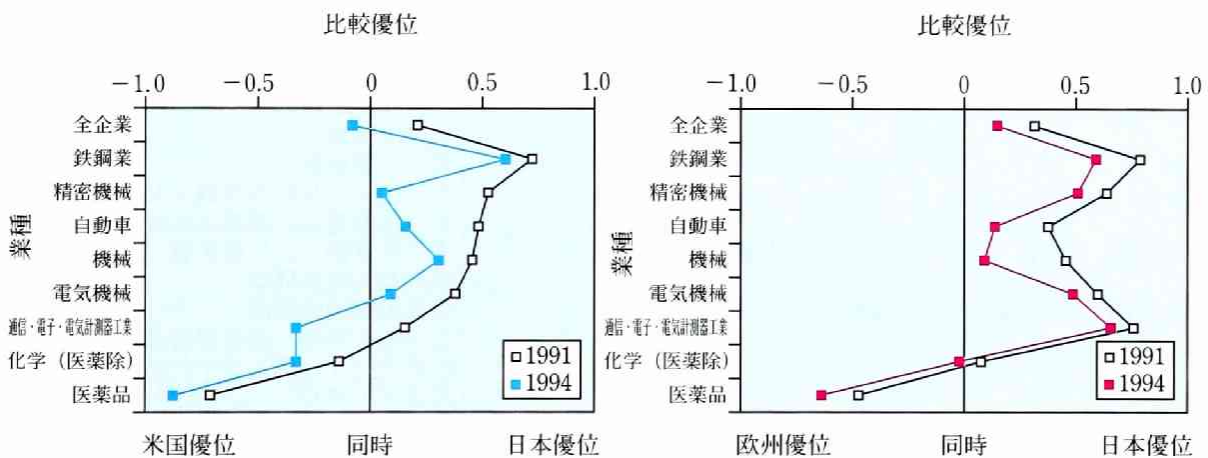 比較優位
-1.0 -0.5 0 0.5 1.0
業種
全企業
鉄鋼業
精密機械
自動車
機械
電気機械
通信・電子・電気計測器工業
化学（医薬除）
医薬品
1991
1994
米国優位 同時 日本優位
比較優位
-1.0 -0.5 0 0.5 1.0
業種
全企業
鉄鋼業
精密機械
自動車
機械
電気機械
通信・電子・電気計測器工業
化学（医薬除）
医薬品
1991
1994
欧州優位 同時 日本優位